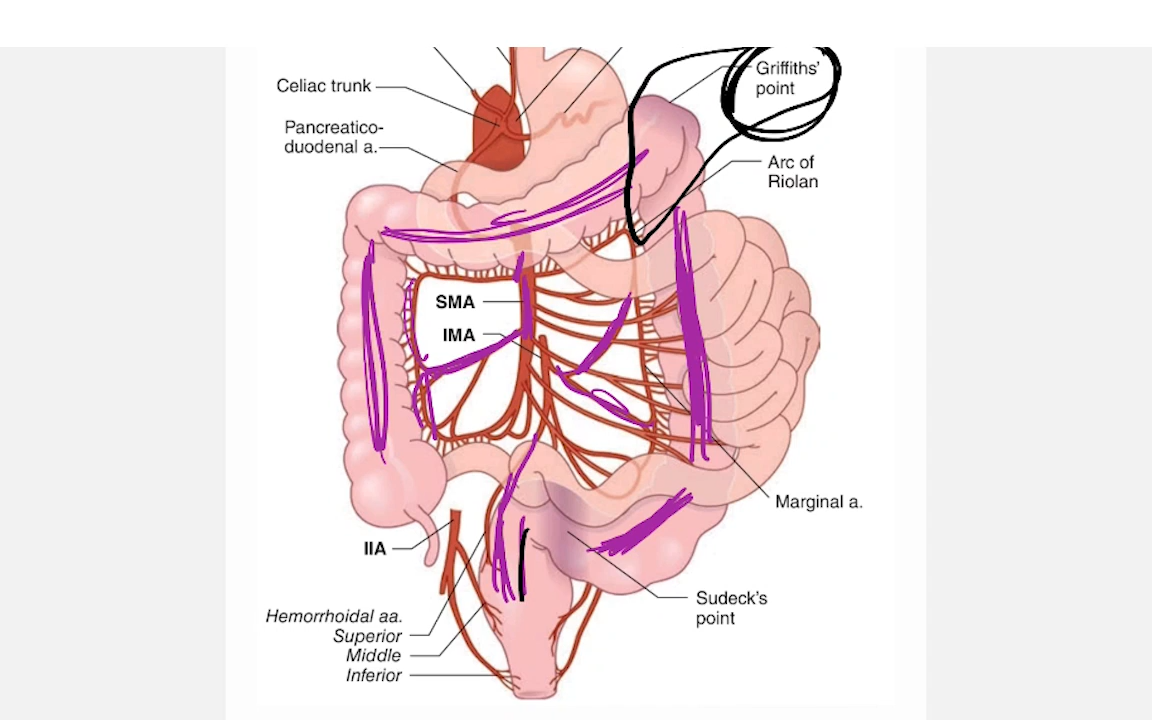 Celiac trunk
Pancreatico-
duodenal a.
Griffiths'
point
Arc of
Riolan
SMA
IMA
Marginal a.
IIA
Sudeck's
point
Hemorrhoidal aa.
Superior
Middle
Inferior